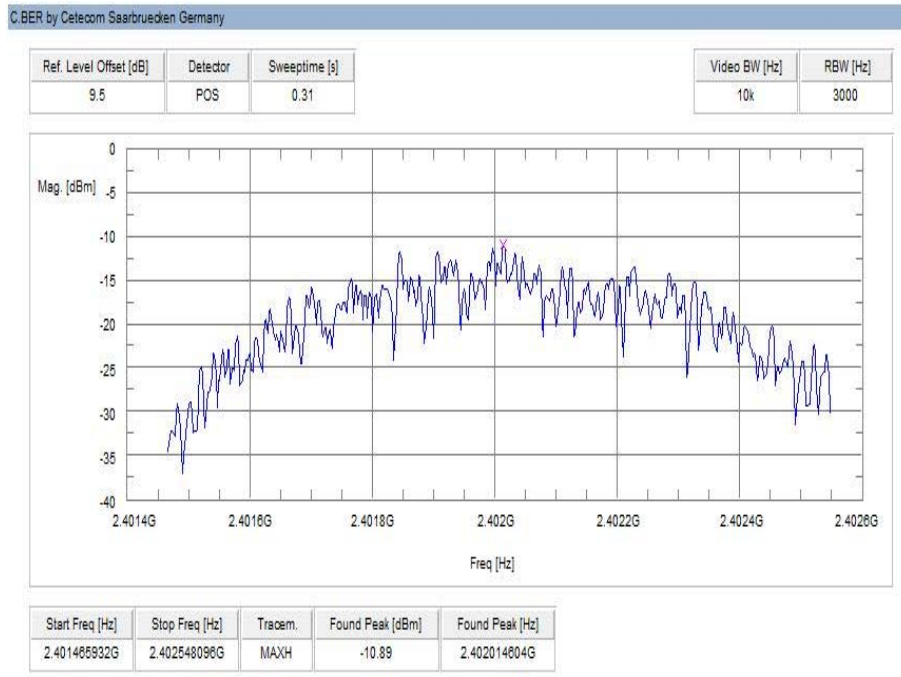 C.BER by Cetecom Saarbruecken Germany
Ref. Level Offset [dB] Detector Sweeptime [s] Video BW [Hz] RBW [Hz]
9.5 POS 0.31 10k 3000
0
Mag. [dBm] -5
-10
-15
-20
-25
-30
-35
-40
2.4014G 2.4016G 2.4018G 2.402G 2.4022G 2.4024G 2.4026G
Freq [Hz]
Start Freq [Hz] Stop Freq [Hz] Tracem. Found Peak [dBm] Found Peak [Hz]
2.401465932G 2.402548096G MAXH -10.89 2.402014604G